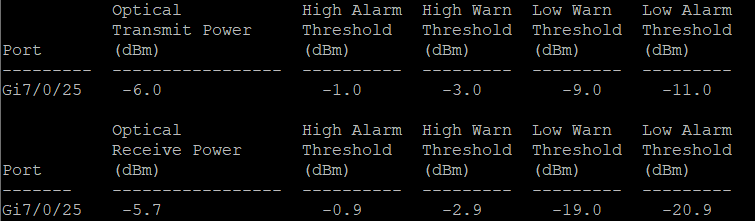 Optical            High Alarm  High Warn  Low Warn   Low Alarm
           Transmit Power     Threshold   Threshold  Threshold  Threshold
Port       (dBm)              (dBm)       (dBm)      (dBm)      (dBm)
---------  -----------------  ----------  ---------  ---------  ---------
Gi7/0/25    -6.0                -1.0       -3.0       -9.0      -11.0
           Optical            High Alarm  High Warn  Low Warn   Low Alarm
           Receive Power      Threshold   Threshold  Threshold  Threshold
Port       (dBm)              (dBm)       (dBm)      (dBm)      (dBm)
-------    -----------------  ----------  ---------  ---------  ---------
Gi7/0/25    -5.7                -0.9       -2.9      -19.0      -20.9